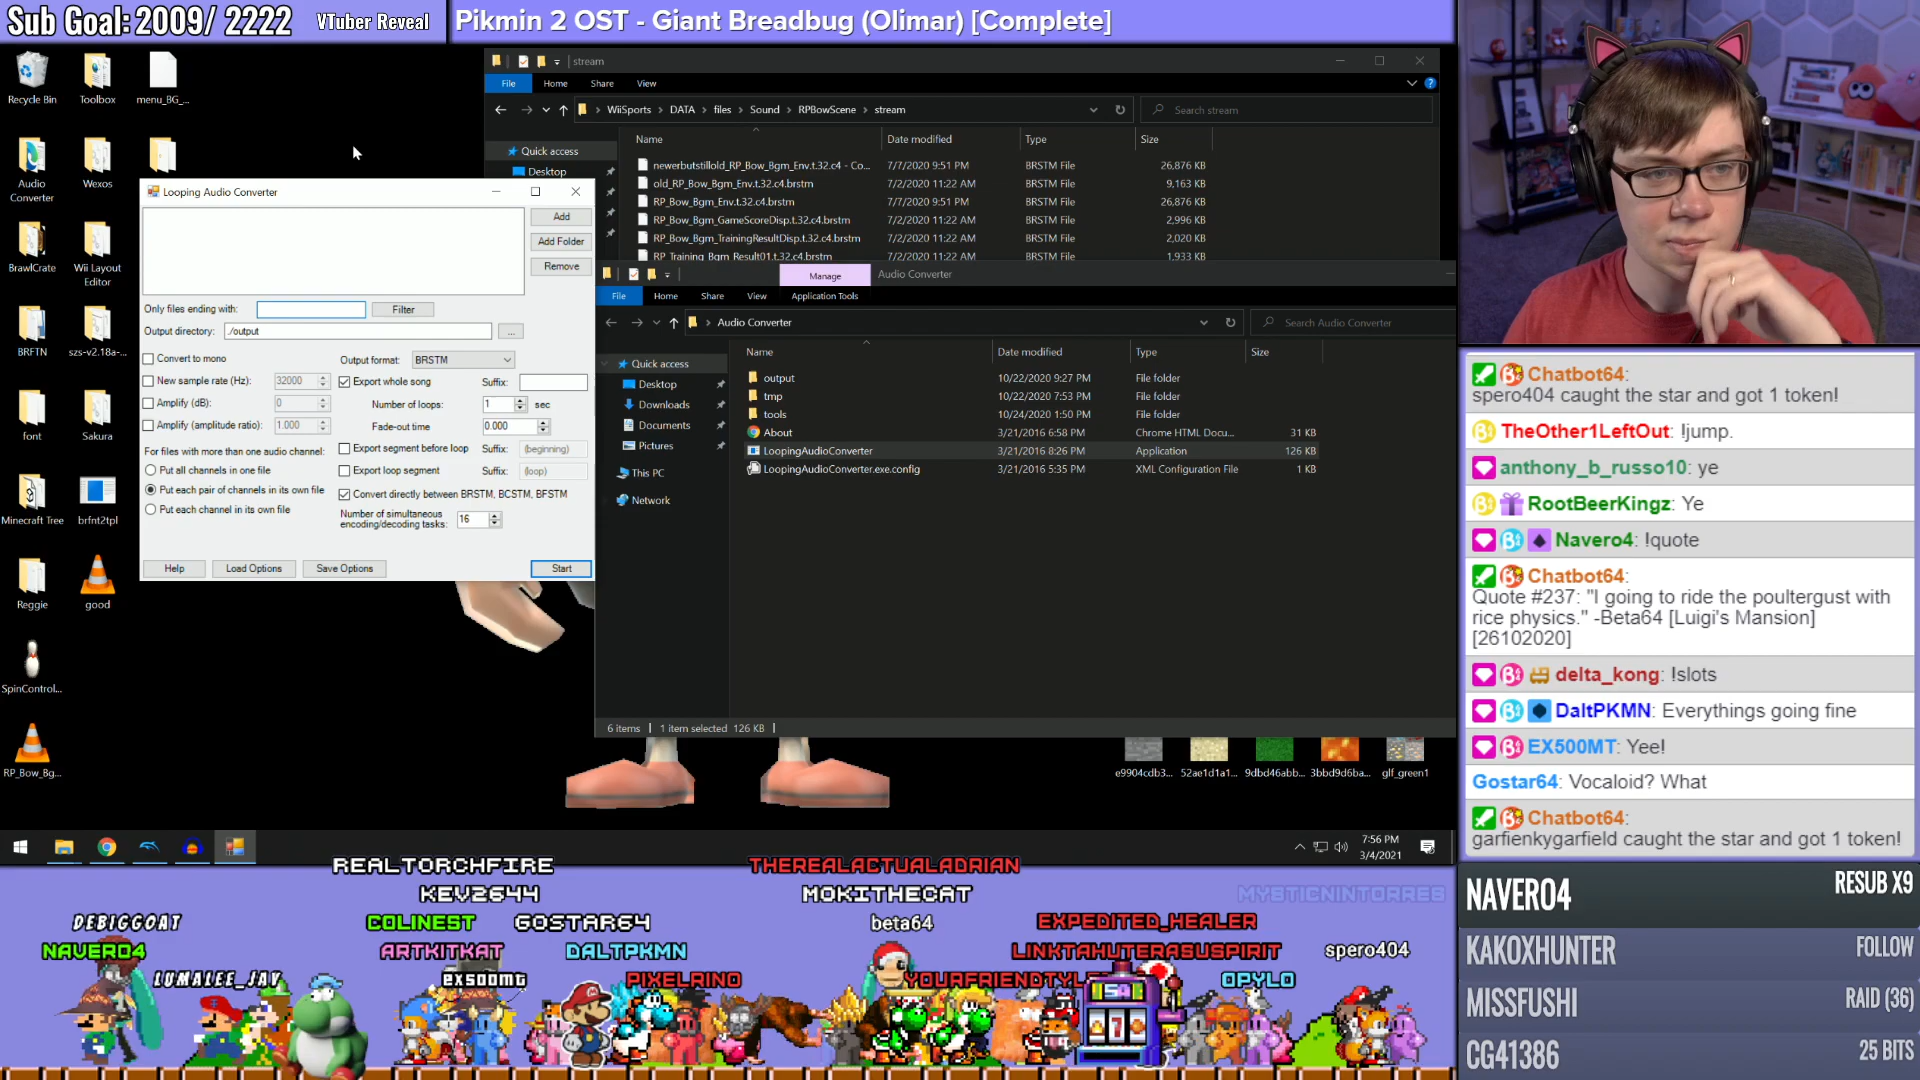 Sub Goal: 2009/ 2222
VTuber Reveal
Pikmin 2 OST - Giant Breadbug (Olimar) [Complete]
Recycle Bin
Toolbox
menu_BG_...
Audio Converter
Wexos
BrawlCrate
Wii Layout Editor
BRFTN
szs-v2.18a-...
font
Sakura
Minecraft Tree
brfnt2tpl
Reggie
good
SpinControl...
RP_Bow_Bg...
stream
File
Home
Share
View
WiiSports > DATA > files > Sound > RPBowScene > stream
Search stream
Quick access
Desktop
Name
Date modified
Type
Size
newerbutstillold_RP_Bow_Bgm_Env.t.32.c4 - Co...
7/7/2020 9:51 PM
BRSTM File
26,876 KB
old_RP_Bow_Bgm_Env.t.32.c4.brstm
7/2/2020 11:22 AM
BRSTM File
9,163 KB
RP_Bow_Bgm_Env.t.32.c4.brstm
7/7/2020 9:51 PM
BRSTM File
26,876 KB
RP_Bow_Bgm_GameScoreDisp.t.32.c4.brstm
7/2/2020 11:22 AM
BRSTM File
2,996 KB
RP_Bow_Bgm_TrainingResultDisp.t.32.c4.brstm
7/2/2020 11:22 AM
BRSTM File
2,020 KB
RP_Training_Bgm_Result01.t.32.c4.brstm
7/2/2020 11:22 AM
BRSTM File
1,933 KB
Looping Audio Converter
Add
Add Folder
Remove
Only files ending with:
Filter
Output directory:
./output
...
Convert to mono
New sample rate (Hz):
32000
Amplify (dB):
0
Amplify (amplitude ratio):
1.000
For files with more than one audio channel:
Put all channels in one file
Put each pair of channels in its own file
Put each channel in its own file
Output format:
BRSTM
Export whole song
Suffix:
Number of loops:
1
sec
Fade-out time
0.000
Export segment before loop
Suffix:
(beginning)
Export loop segment
Suffix:
(loop)
Convert directly between BRSTM, BCSTM, BFSTM
Number of simultaneous encoding/decoding tasks:
16
Help
Load Options
Save Options
Start
Manage
Audio Converter
File
Home
Share
View
Application Tools
Audio Converter
Search Audio Converter
Quick access
Desktop
Downloads
Documents
Pictures
This PC
Network
Name
Date modified
Type
Size
output
10/22/2020 9:27 PM
File folder
tmp
10/22/2020 7:53 PM
File folder
tools
10/24/2020 1:50 PM
File folder
About
3/21/2016 6:58 PM
Chrome HTML Docu...
31 KB
LoopingAudioConverter
3/21/2016 8:26 PM
Application
126 KB
LoopingAudioConverter.exe.config
3/21/2016 5:35 PM
XML Configuration File
1 KB
6 items
1 item selected 126 KB
e9904cdb3...
52ae1d1a1...
9dbd46abb...
3bbd9d6ba...
glf_green1
7:56 PM
3/4/2021
Chatbot64:
spero404 caught the star and got 1 token!
TheOther1LeftOut: !jump.
anthony_b_russo10: ye
RootBeerKingz: Ye
Navero4: !quote
Chatbot64:
Quote #237: "I going to ride the poultergust with
rice physics." -Beta64 [Luigi's Mansion]
[26102020]
delta_kong: !slots
DaltPKMN: Everythings going fine
EX500MT: Yee!
Gostar64: Vocaloid? What
Chatbot64:
garfienkygarfield caught the star and got 1 token!
NAVERO4
RESUB X9
KAKOXHUNTER
FOLLOW
MISSFUSHI
RAID (36)
CG41386
25 BITS
REALTORCHFIRE
THEREALACTUALADRIAN
KEV2644
MOKITHECAT
MYSTICNINTORRES
DEBIGGOAT
COLINEST
GOSTAR64
beta64
EXPEDITED_HEALER
NAVERO4
ARTKITKAT
DALTPKMN
LINKTAHUTERASUSPIRIT
spero404
LUMALEE_JAY
exsoomt
PIXELRINO
OPYLO